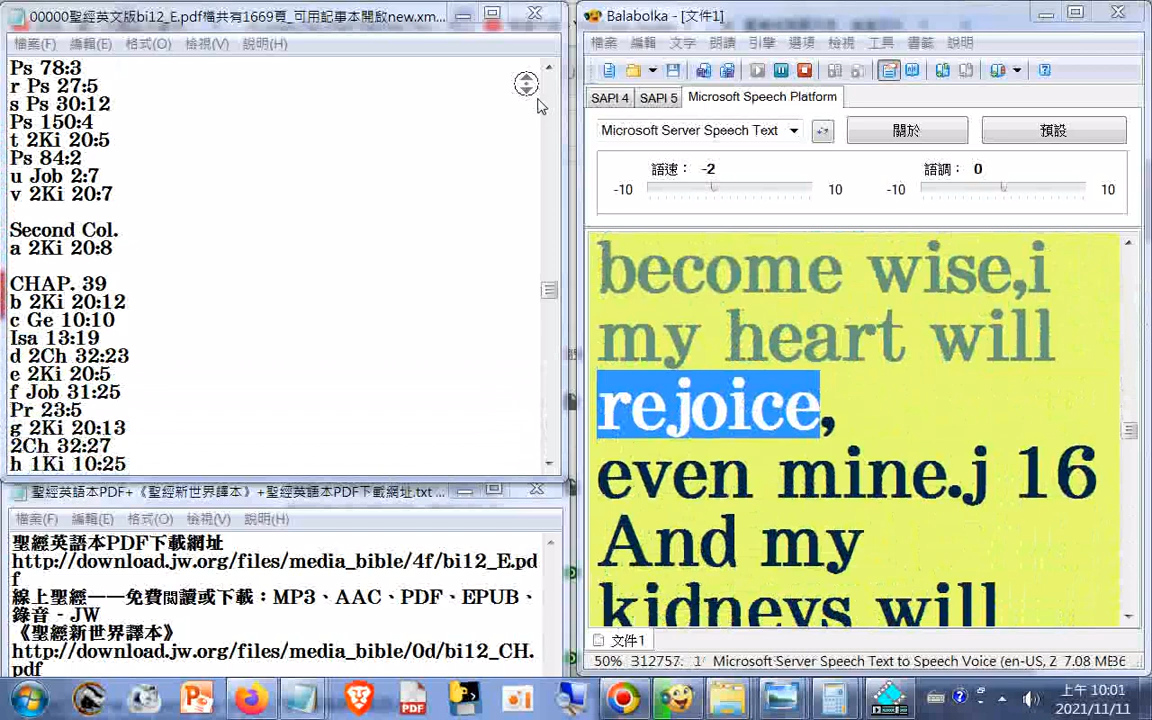 00000聖經英文版bi12_E.pdf檔共有1669頁_可用記事本開啟new.xm...
檔案(F) 編輯(E) 格式(O) 檢視(V) 說明(H)
Ps 78:3
r Ps 27:5
s Ps 30:12
Ps 150:4
t 2Ki 20:5
Ps 84:2
u Job 2:7
v 2Ki 20:7
Second Col.
a 2Ki 20:8
CHAP. 39
b 2Ki 20:12
c Ge 10:10
Isa 13:19
d 2Ch 32:23
e 2Ki 20:5
f Job 31:25
Pr 23:5
g 2Ki 20:13
2Ch 32:27
h 1Ki 10:25
聖經英語本PDF+《聖經新世界譯本》+聖經英語本PDF下載網址.txt ...
檔案(F) 編輯(E) 格式(O) 檢視(V) 說明(H)
聖經英語本PDF下載網址
http://download.jw.org/files/media_bible/4f/bi12_E.pd
f
線上聖經——免費閱讀或下載：MP3、AAC、PDF、EPUB、
錄音 - JW
《聖經新世界譯本》
http://download.jw.org/files/media_bible/0d/bi12_CH.
pdf
Balabolka - [文件1]
檔案 編輯 文字 朗讀 引擎 選項 檢視 工具 書籤 說明
SAPI 4 SAPI 5 Microsoft Speech Platform
Microsoft Server Speech Text 關於 預設
語速： -2 語調： 0
-10 10 -10 10
become wise,i
my heart will
rejoice,
even mine.j 16
And my
kidneys will
文件1
50% 312757: Microsoft Server Speech Text to Speech Voice (en-US, Z 7.08 MB
上午 10:01
2021/11/11